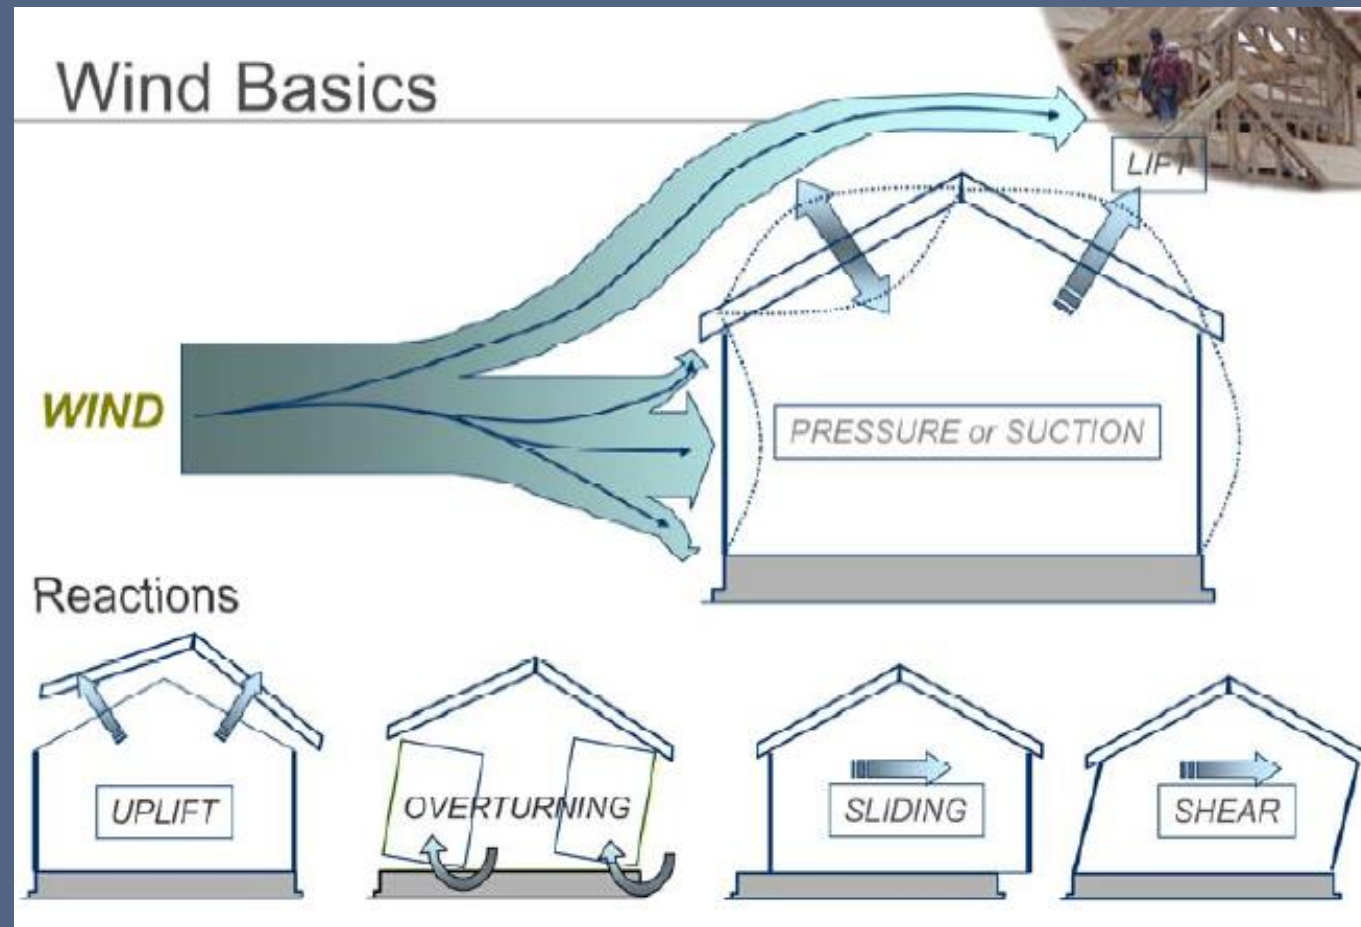 Wind Basics
LIFT
WIND
PRESSURE or SUCTION
Reactions
UPLIFT
OVERTURNING
SLIDING
SHEAR